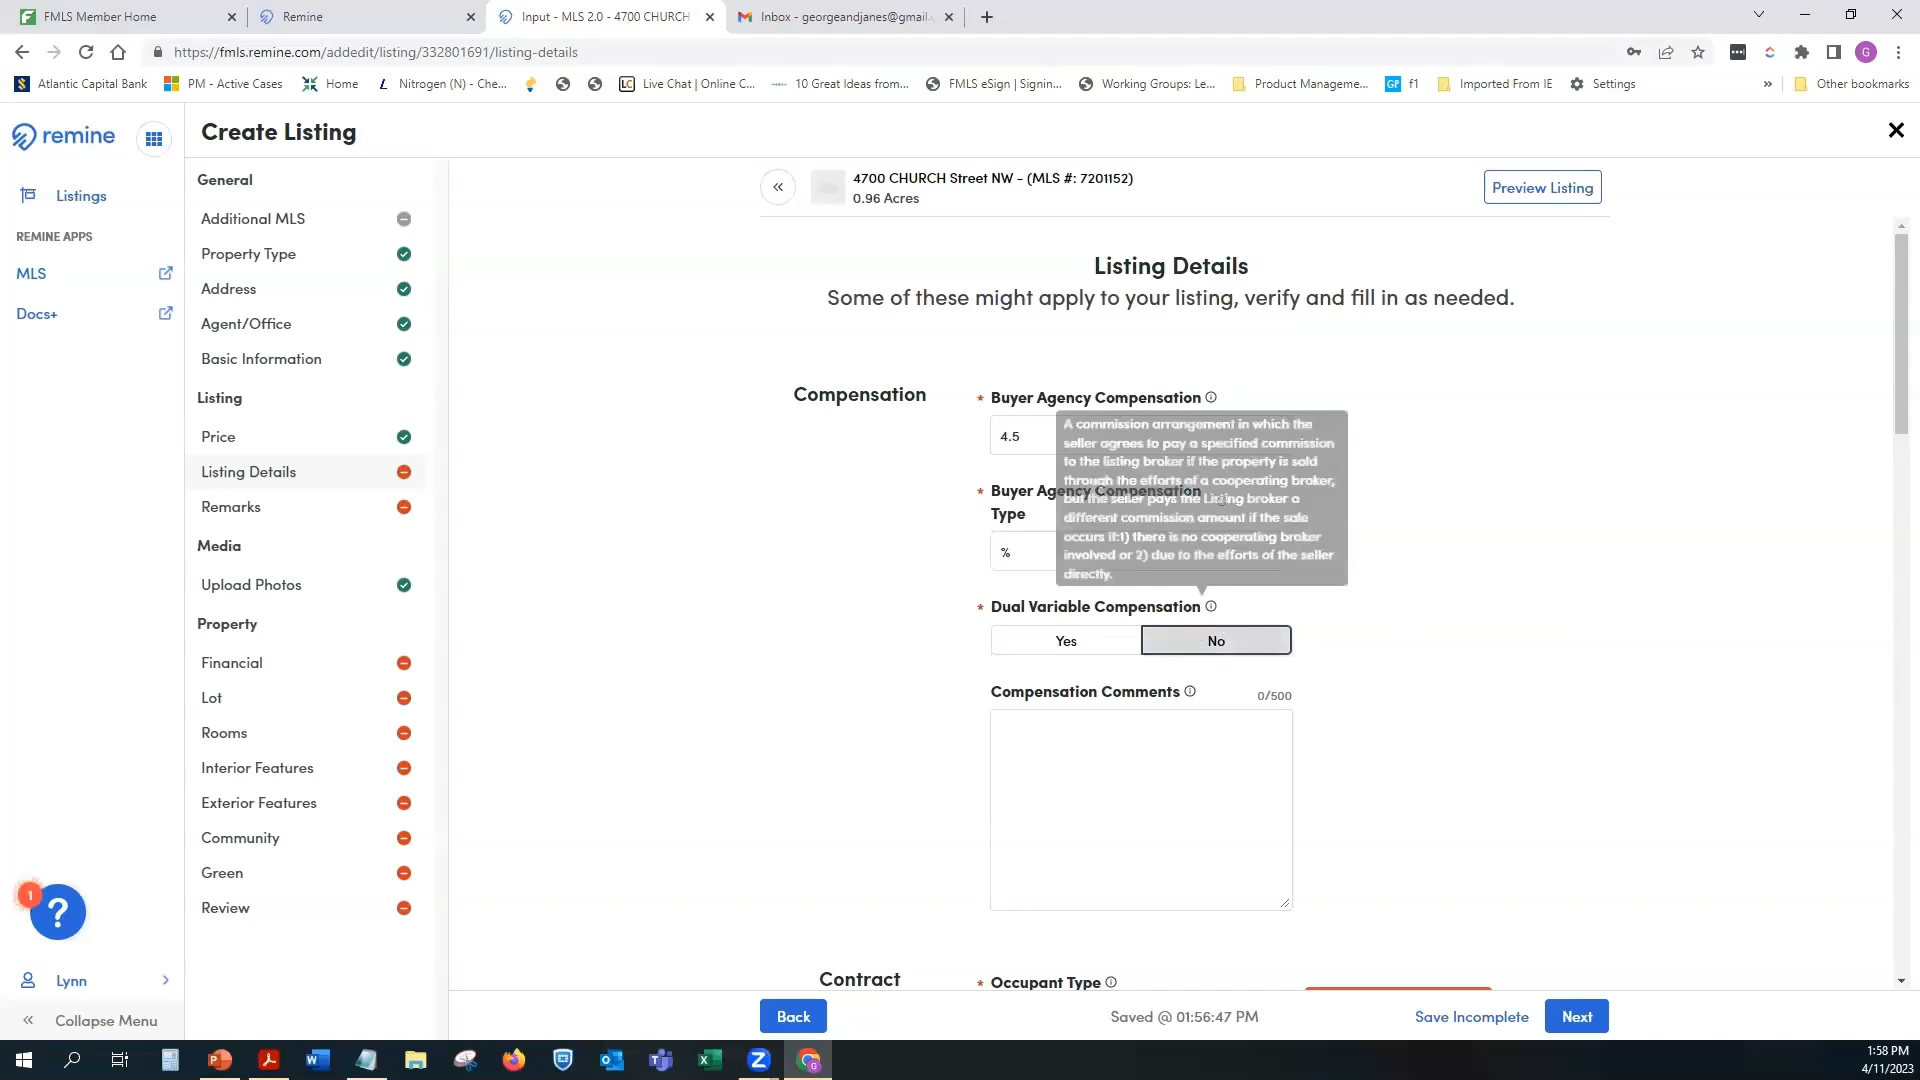 FMLS Member Home
Remine
Input - MLS 2.0 - 4700 CHURCH
Inbox - georgeandjanes@gmail.
https://fmls.remine.com/addedit/listing/332801691/listing-details
G
Atlantic Capital Bank
PM - Active Cases
Home
Nitrogen (N) - Che...
LC
Live Chat | Online C...
10 Great Ideas from...
FMLS eSign | Signin...
Working Groups: Le...
Product Manageme...
GP
f1
Imported From IE
Settings
»
Other bookmarks
remine
Create Listing
Listings
REMINE APPS
MLS
Docs+
General
Additional MLS
Property Type
Address
Agent/Office
Basic Information
Listing
Price
Listing Details
Remarks
Media
Upload Photos
Property
Financial
Lot
Rooms
Interior Features
Exterior Features
Community
Green
Review
1
?
Lynn
Collapse Menu
4700 CHURCH Street NW - (MLS #: 7201152)
0.96 Acres
Preview Listing
Listing Details
Some of these might apply to your listing, verify and fill in as needed.
Compensation
* Buyer Agency Compensation
4.5
A commission arrangement in which the
seller agrees to pay a specified commission
to the listing broker if the property is sold
through the efforts of a cooperating broker,
but the seller pays the Listing broker a
different commission amount if the sale
occurs if:1) there is no cooperating broker
involved or 2) due to the efforts of the seller
directly.
* Buyer Agency Compensation
Type
%
* Dual Variable Compensation
Yes
No
Compensation Comments
0/500
Contract
* Occupant Type
Back
Saved @ 01:56:47 PM
Save Incomplete
Next
1:58 PM
4/11/2023